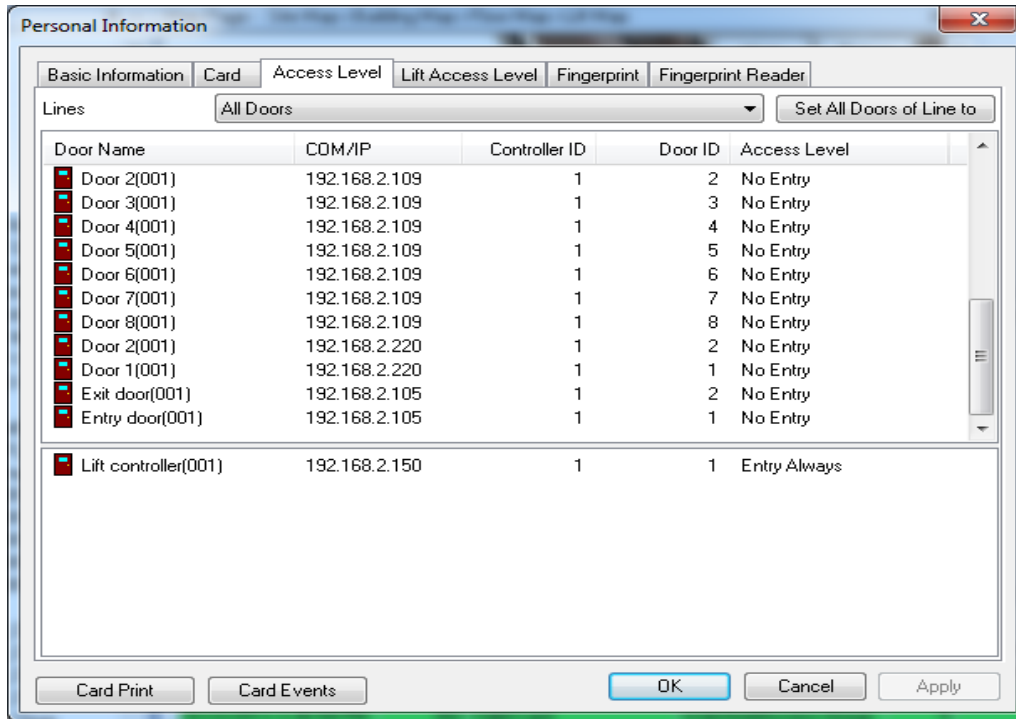 Personal Information
Basic Information Card Access Level Lift Access Level Fingerprint Fingerprint Reader
Lines All Doors Set All Doors of Line to
Door Name COM/IP Controller ID Door ID Access Level
Door 2(001) 192.168.2.109 1 2 No Entry
Door 3(001) 192.168.2.109 1 3 No Entry
Door 4(001) 192.168.2.109 1 4 No Entry
Door 5(001) 192.168.2.109 1 5 No Entry
Door 6(001) 192.168.2.109 1 6 No Entry
Door 7(001) 192.168.2.109 1 7 No Entry
Door 8(001) 192.168.2.109 1 8 No Entry
Door 2(001) 192.168.2.220 1 2 No Entry
Door 1(001) 192.168.2.220 1 1 No Entry
Exit door(001) 192.168.2.105 1 2 No Entry
Entry door(001) 192.168.2.105 1 1 No Entry
Lift controller(001) 192.168.2.150 1 1 Entry Always
Card Print Card Events OK Cancel Apply